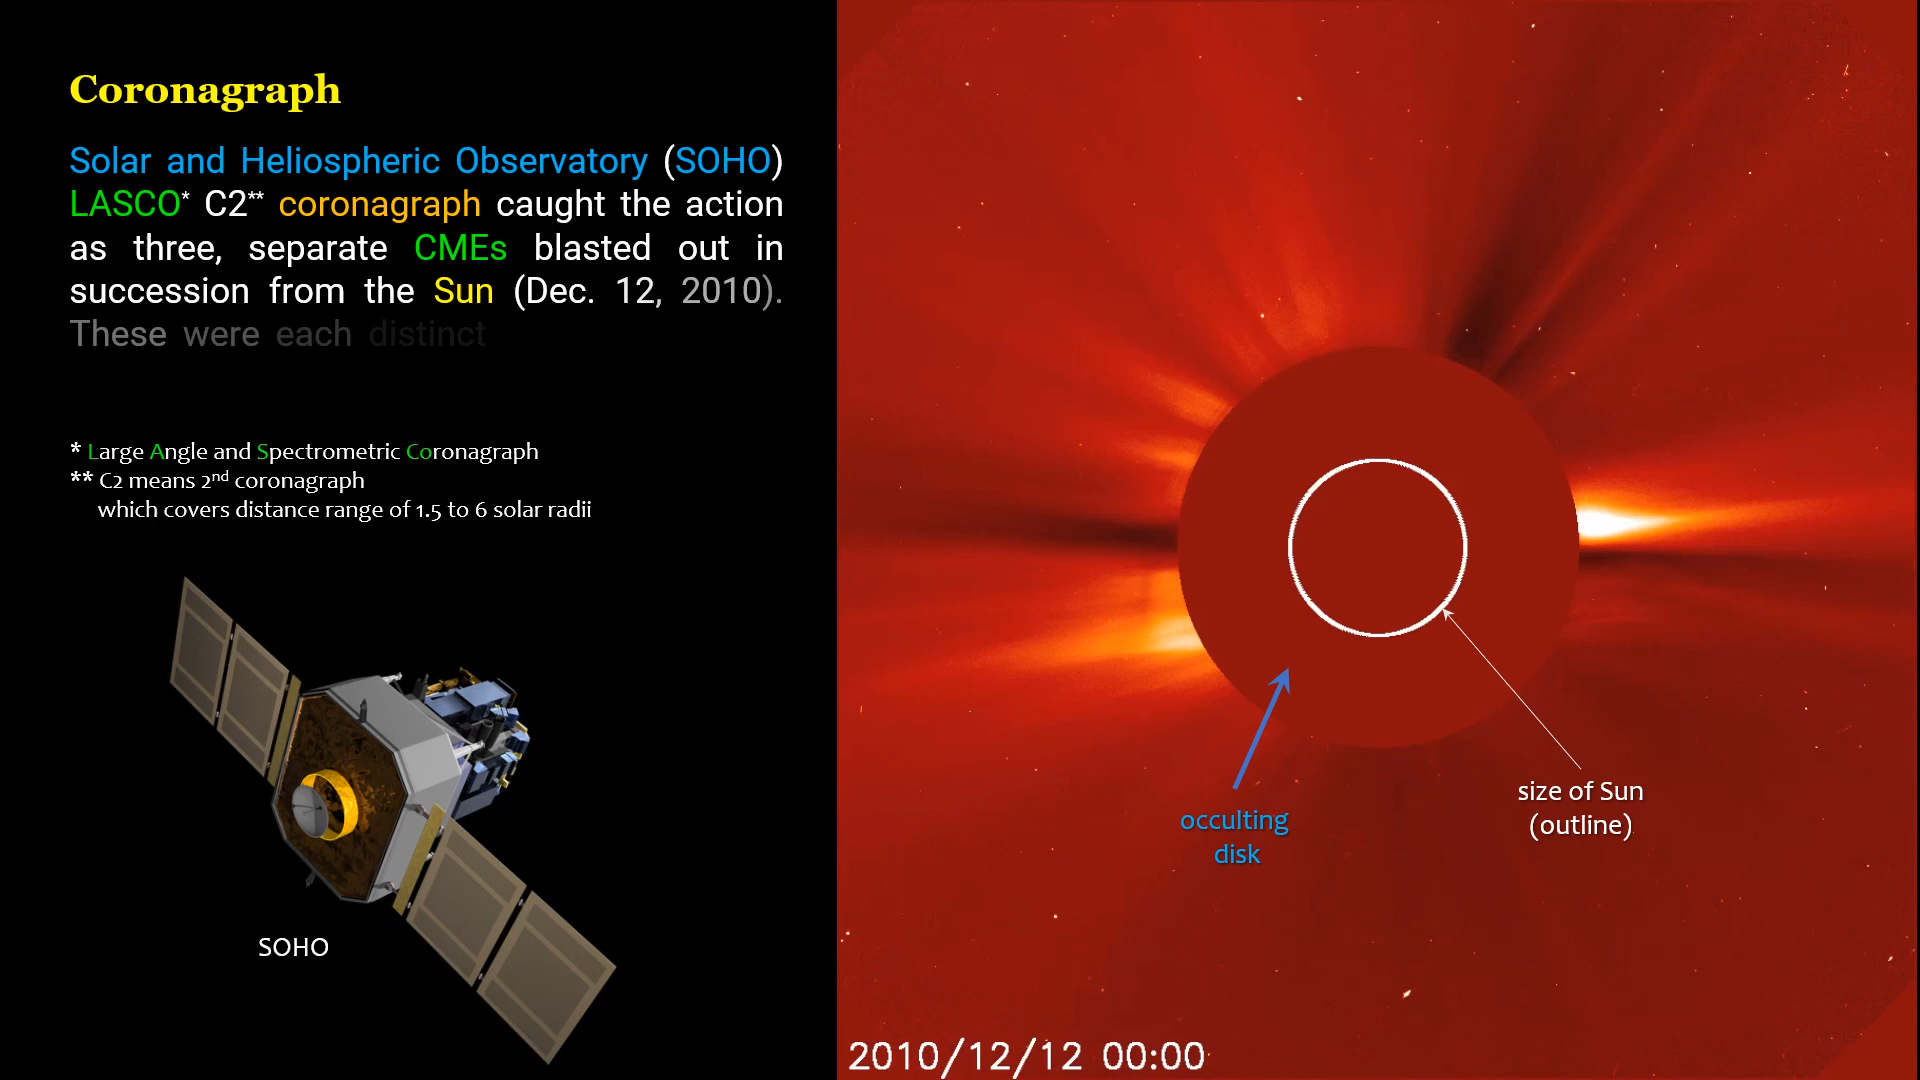 Coronagraph
Solar and Heliospheric Observatory (SOHO)
LASCO* C2** coronagraph caught the action
as three, separate CMEs blasted out in
succession from the Sun (Dec. 12, 2010).
These were each distinct
* Large Angle and Spectrometric Coronagraph
** C2 means 2nd coronagraph
which covers distance range of 1.5 to 6 solar radii
SOHO
occulting
disk
size of Sun
(outline)
2010/12/12 00:00